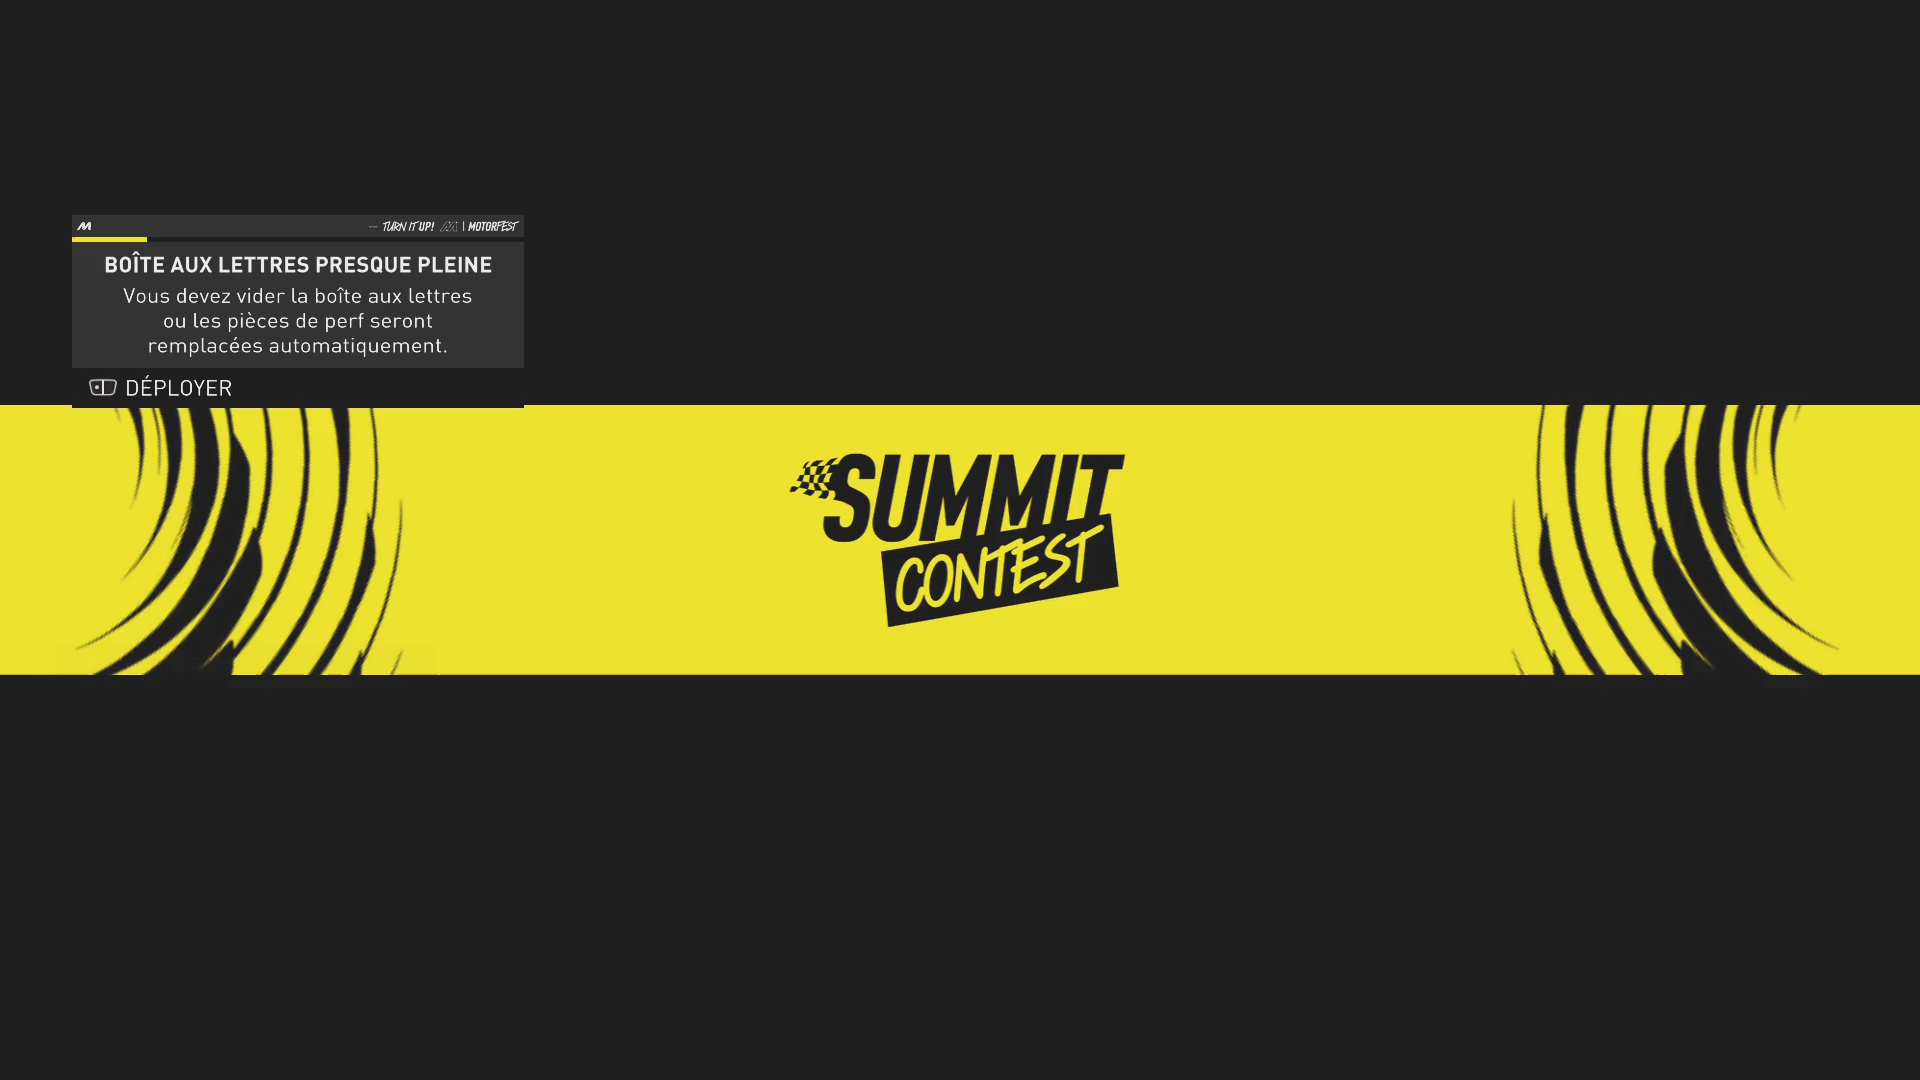 TURN IT UP! | MOTORFEST
BOÎTE AUX LETTRES PRESQUE PLEINE
Vous devez vider la boîte aux lettres
ou les pièces de perf seront
remplacées automatiquement.
DÉPLOYER
SUMMIT
CONTEST